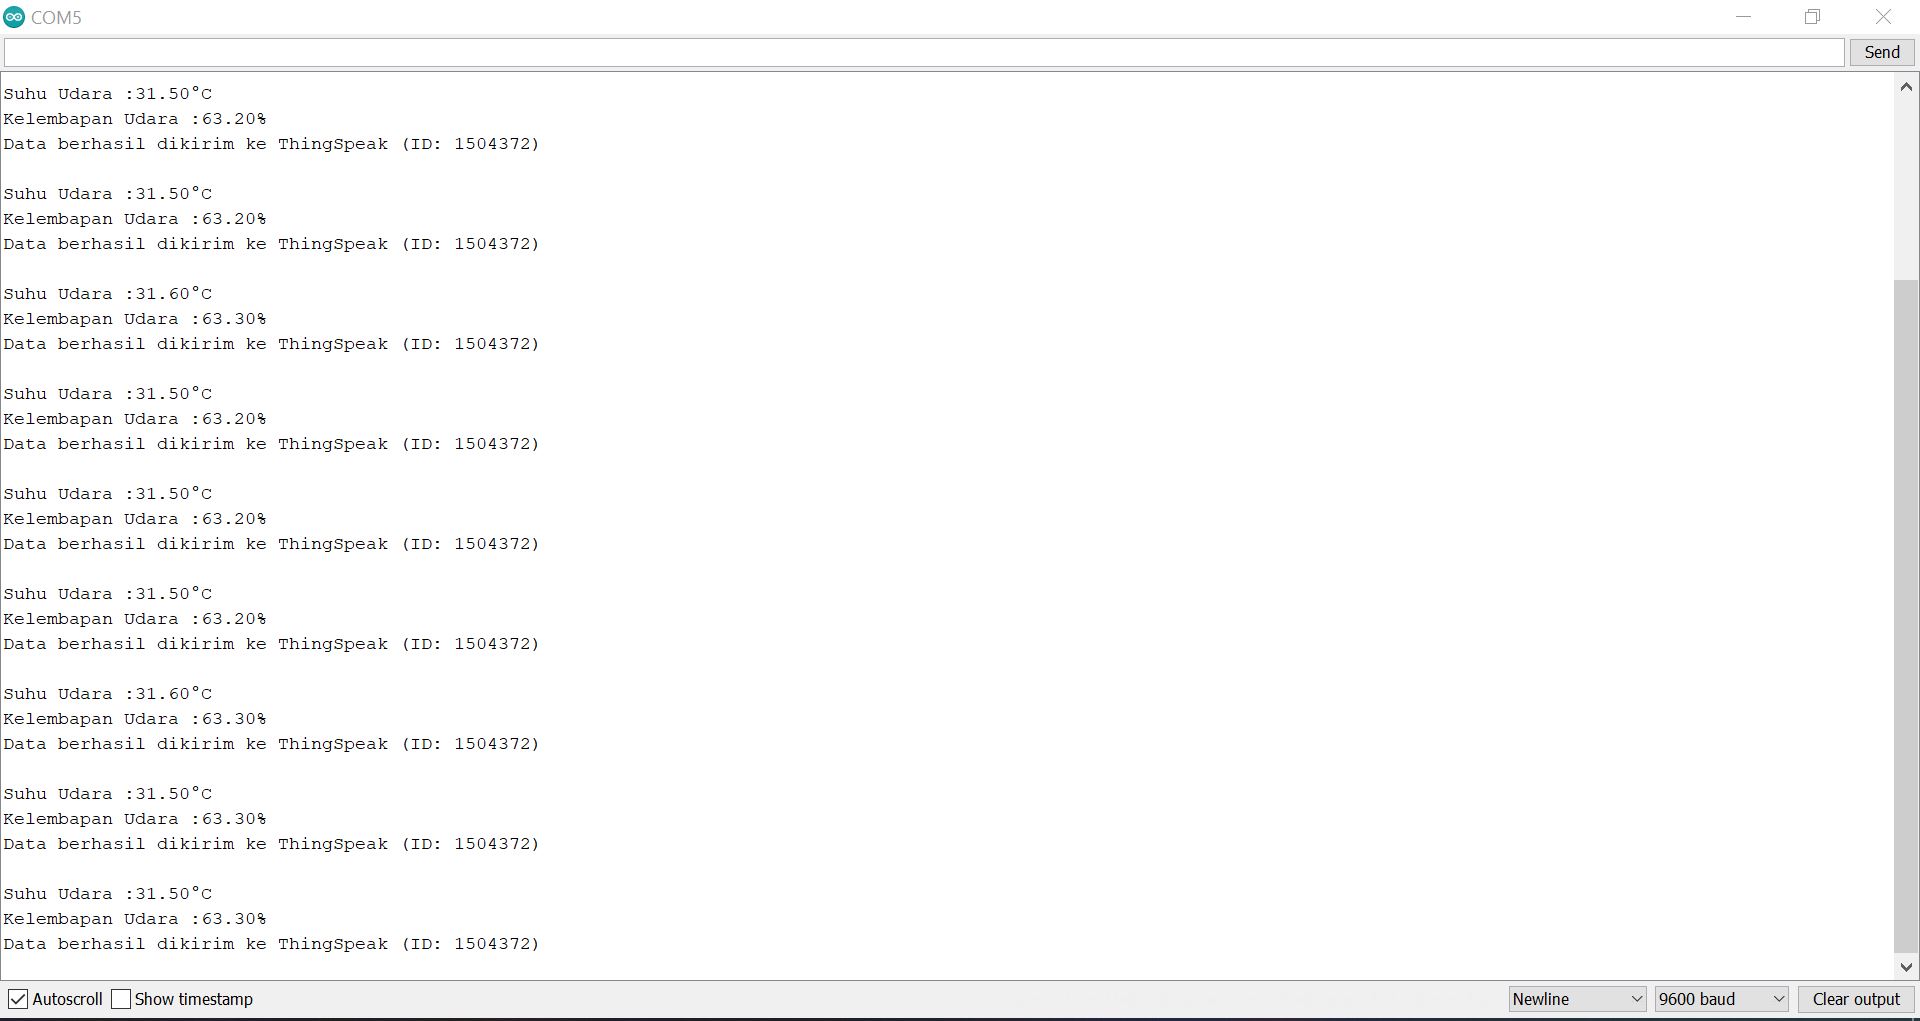 COM5
Send
Suhu Udara :31.50°C
Kelembapan Udara :63.20%
Data berhasil dikirim ke ThingSpeak (ID: 1504372)
Suhu Udara :31.50°C
Kelembapan Udara :63.20%
Data berhasil dikirim ke ThingSpeak (ID: 1504372)
Suhu Udara :31.60°C
Kelembapan Udara :63.30%
Data berhasil dikirim ke ThingSpeak (ID: 1504372)
Suhu Udara :31.50°C
Kelembapan Udara :63.20%
Data berhasil dikirim ke ThingSpeak (ID: 1504372)
Suhu Udara :31.50°C
Kelembapan Udara :63.20%
Data berhasil dikirim ke ThingSpeak (ID: 1504372)
Suhu Udara :31.50°C
Kelembapan Udara :63.20%
Data berhasil dikirim ke ThingSpeak (ID: 1504372)
Suhu Udara :31.60°C
Kelembapan Udara :63.30%
Data berhasil dikirim ke ThingSpeak (ID: 1504372)
Suhu Udara :31.50°C
Kelembapan Udara :63.30%
Data berhasil dikirim ke ThingSpeak (ID: 1504372)
Suhu Udara :31.50°C
Kelembapan Udara :63.30%
Data berhasil dikirim ke ThingSpeak (ID: 1504372)
Autoscroll Show timestamp Newline 9600 baud Clear output